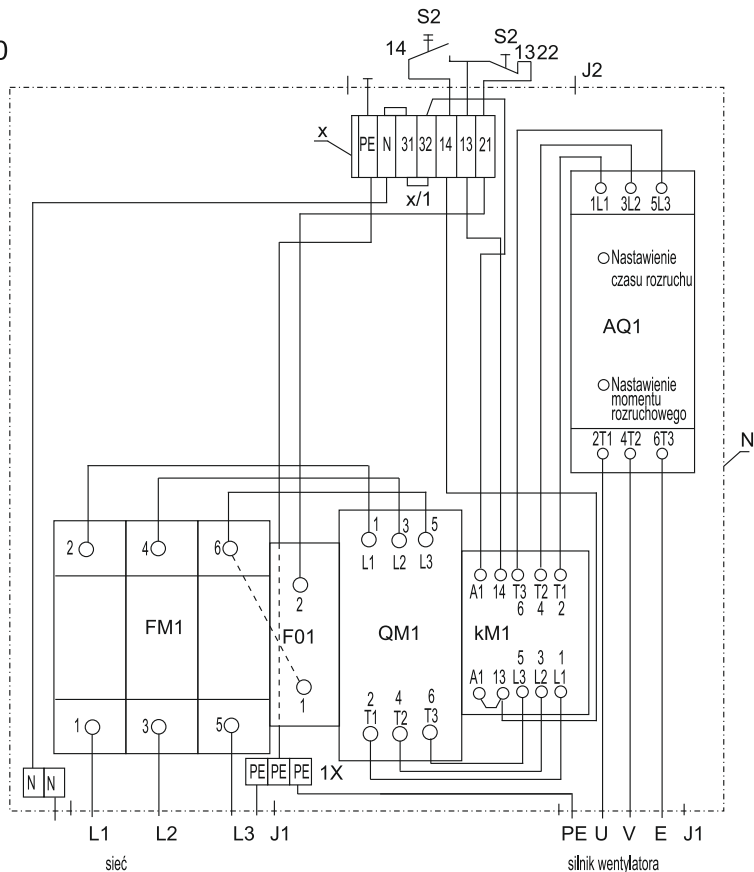 0
S2
14
S2
1322
J2
x
PE N 31 32 14 13 21
x/1
1L1 3L2 5L3
Nastawienie
czasu rozruchu
AQ1
Nastawienie
momentu
rozruchowego
2T1 4T2 6T3
N
1 3 5
L1 L2 L3
2 4 6
A1 14 T3 T2 T1
6 4 2
2
FM1
F01
QM1
kM1
5 3 1
A1 13 L3 L2 L1
1
2 4 6
T1 T2 T3
1 3 5
N N
PE PE PE 1X
L1 L2 L3 J1
PE U V E J1
sieć
silnik wentylatora